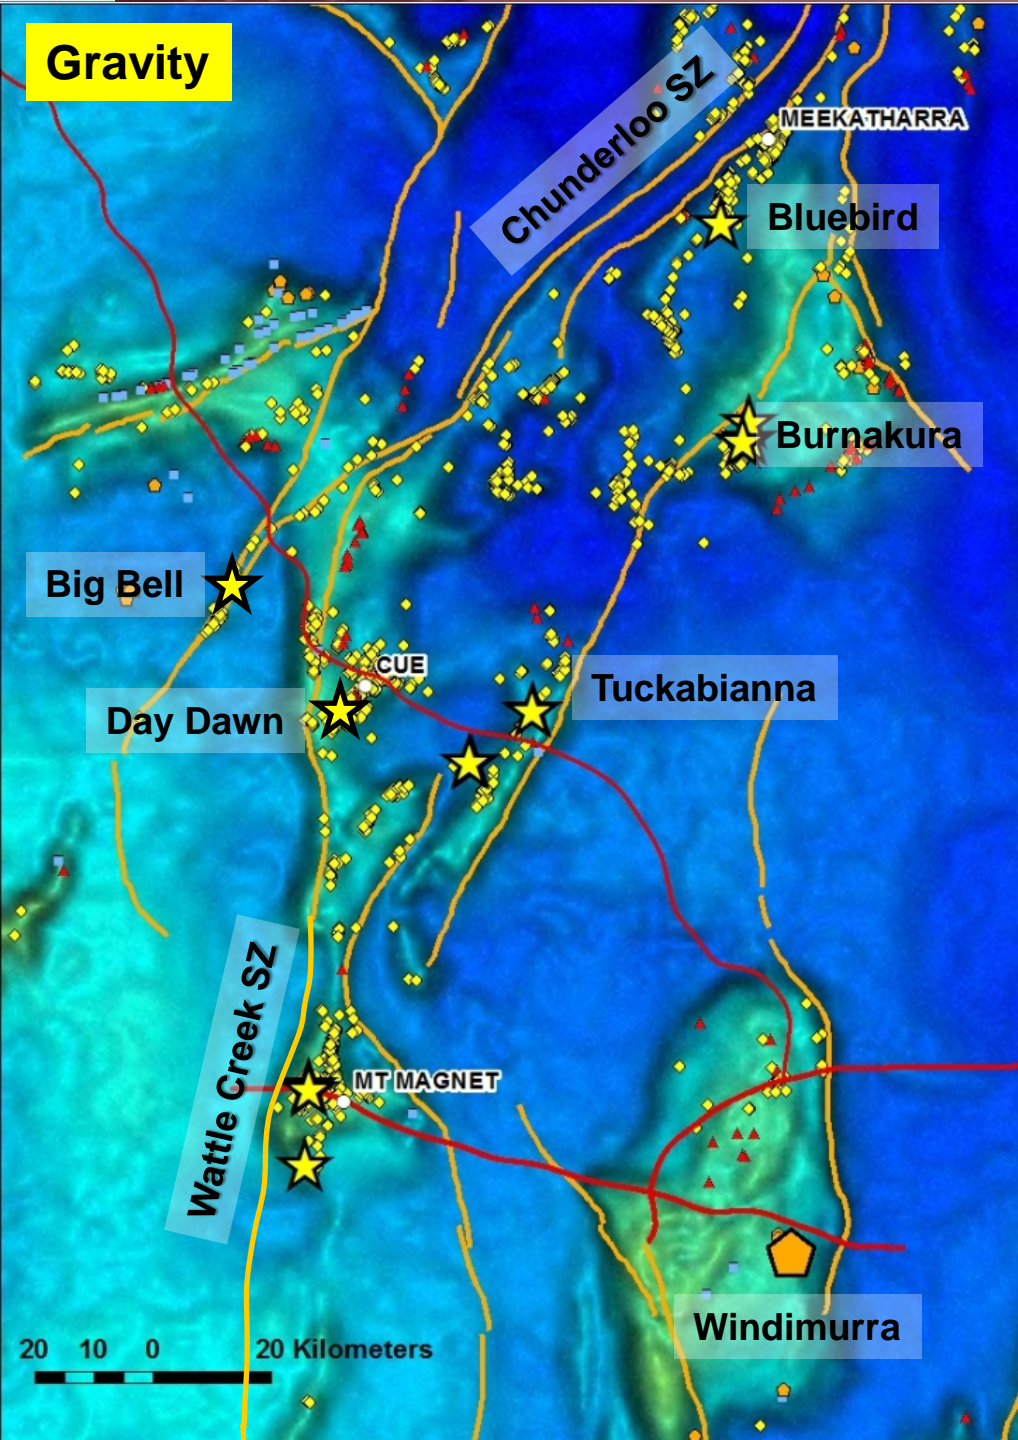 Gravity
Chunderloo SZ
MEEKATHARRA
Bluebird
Burnakura
Big Bell
CUE
Tuckabianna
Day Dawn
Wattle Creek SZ
MT MAGNET
Windimurra
20 10 0 20 Kilometers